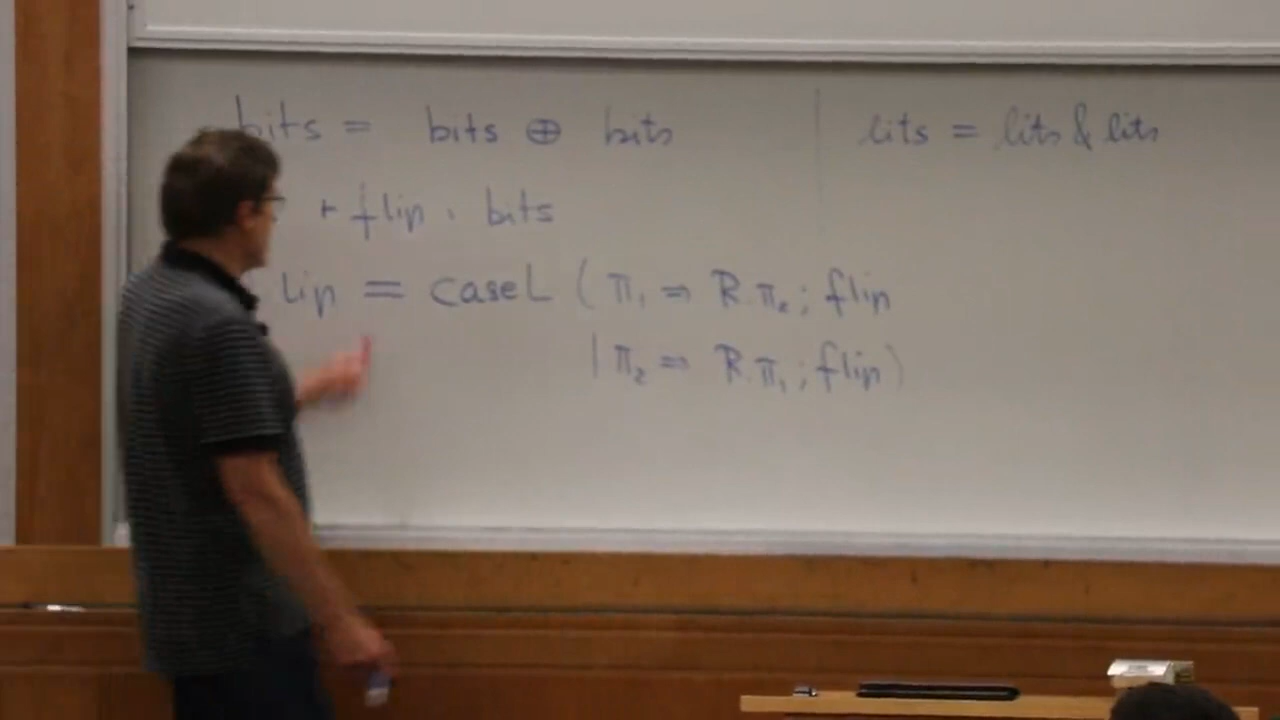 bits = bits ⊕ bits
lits = lits & lits
⊢ flip : bits
lip = caseL (π₁ ⇒ R.π₂ ; flip
| π₂ ⇒ R.π₁ ; flip)